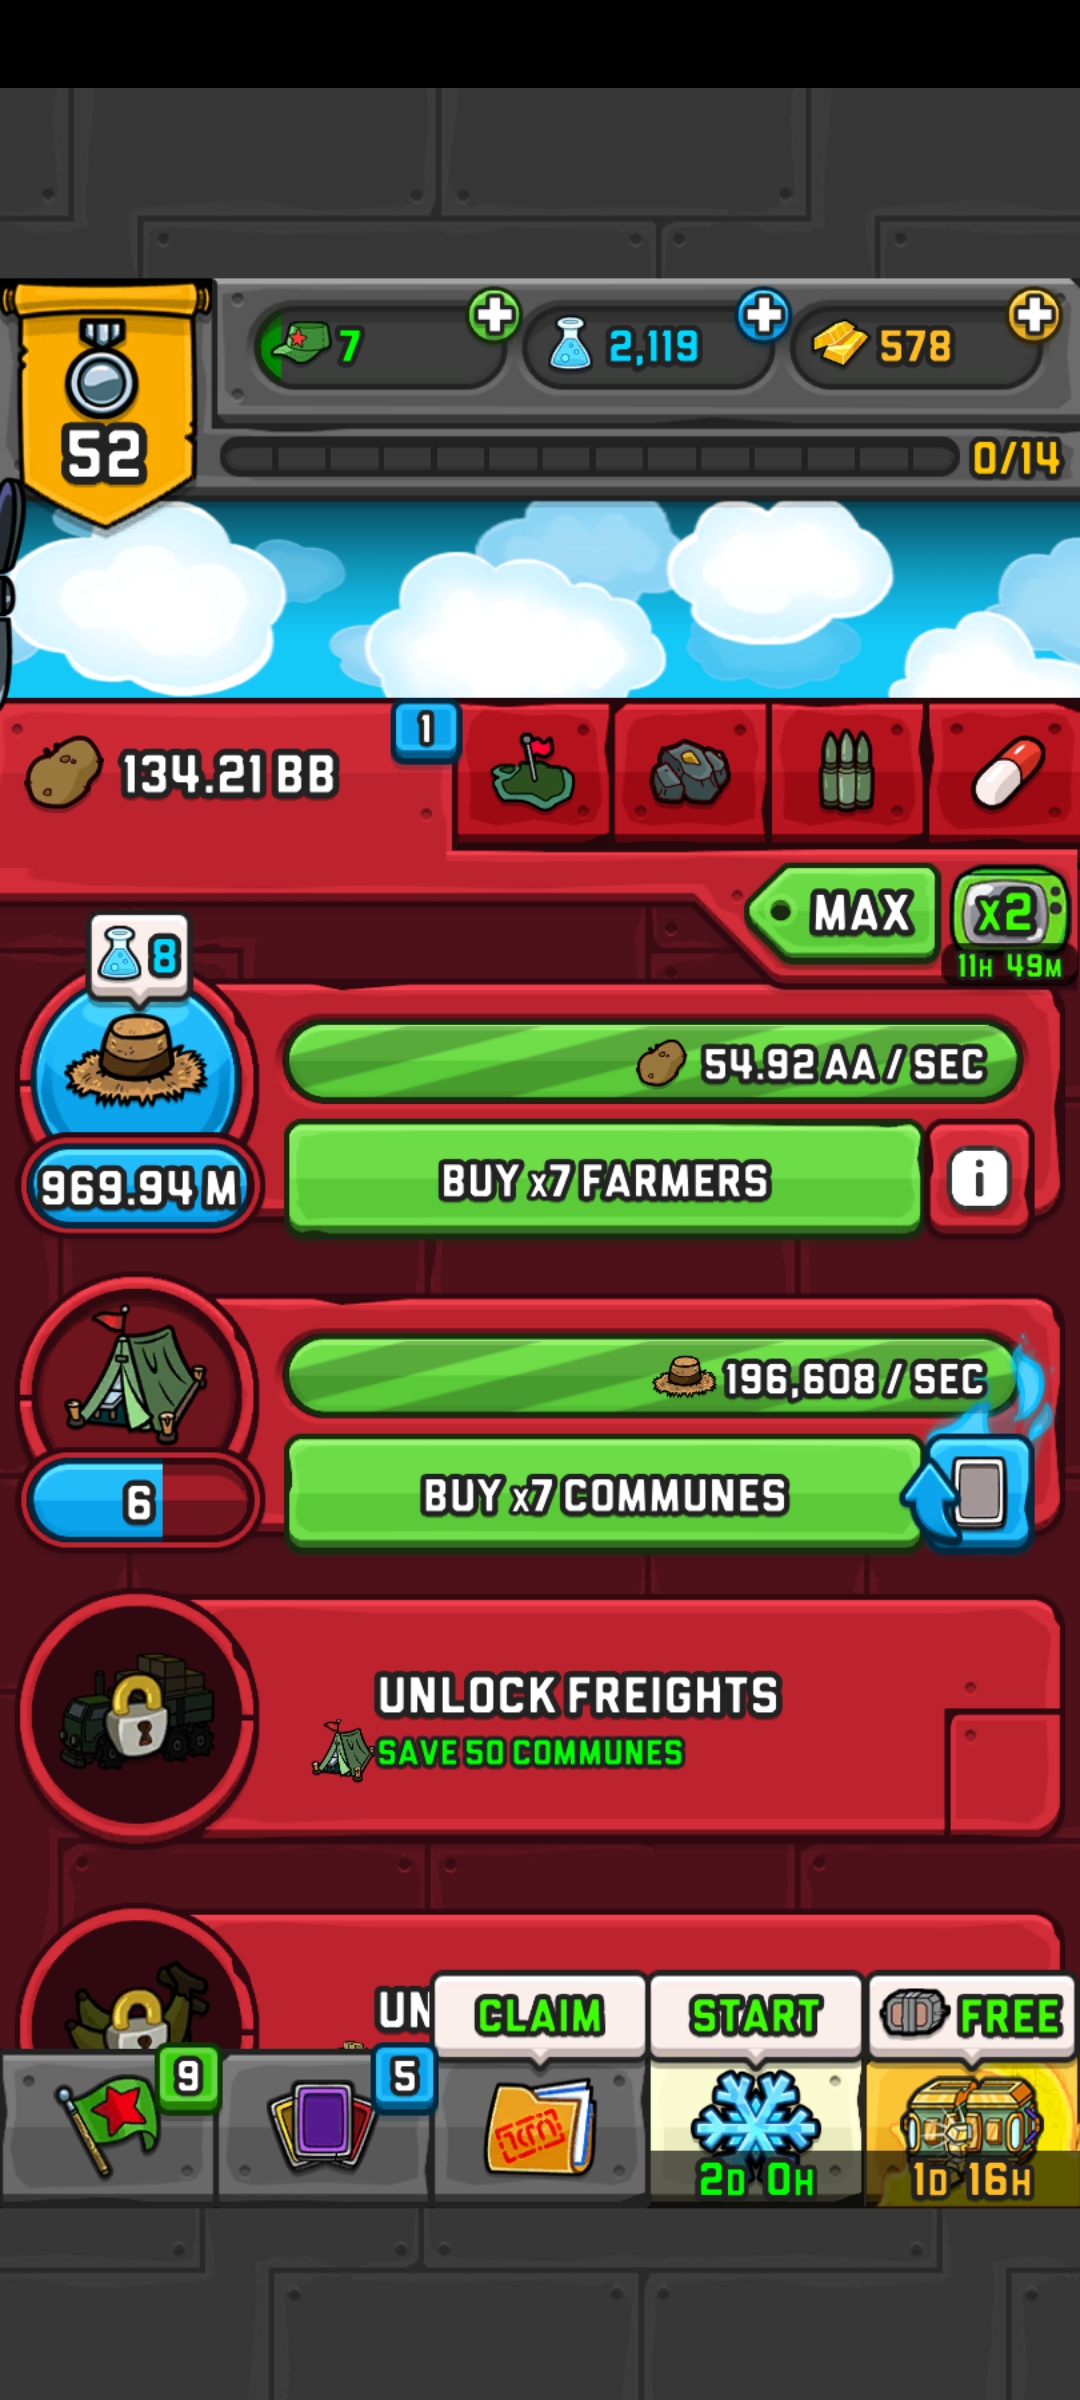 7
2,119
578
52
0/14
134.21 BB
1
MAX
x2
11H 49M
8
54.92 AA / SEC
BUY x7 FARMERS
i
969.94 M
196,608 / SEC
BUY x7 COMMUNES
6
UNLOCK FREIGHTS
SAVE 50 COMMUNES
UN
CLAIM
START
FREE
9
5
2D 0H
1D 16H